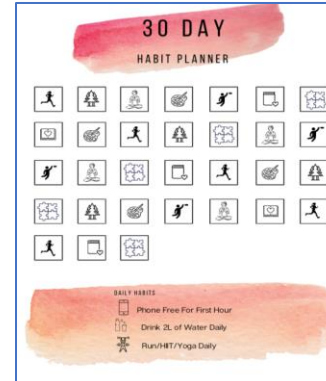 30 DAY
HABIT PLANNER
DAILY HABITS
Phone Free For First Hour
Drink 2L of Water Daily
Run/HIIT/Yoga Daily